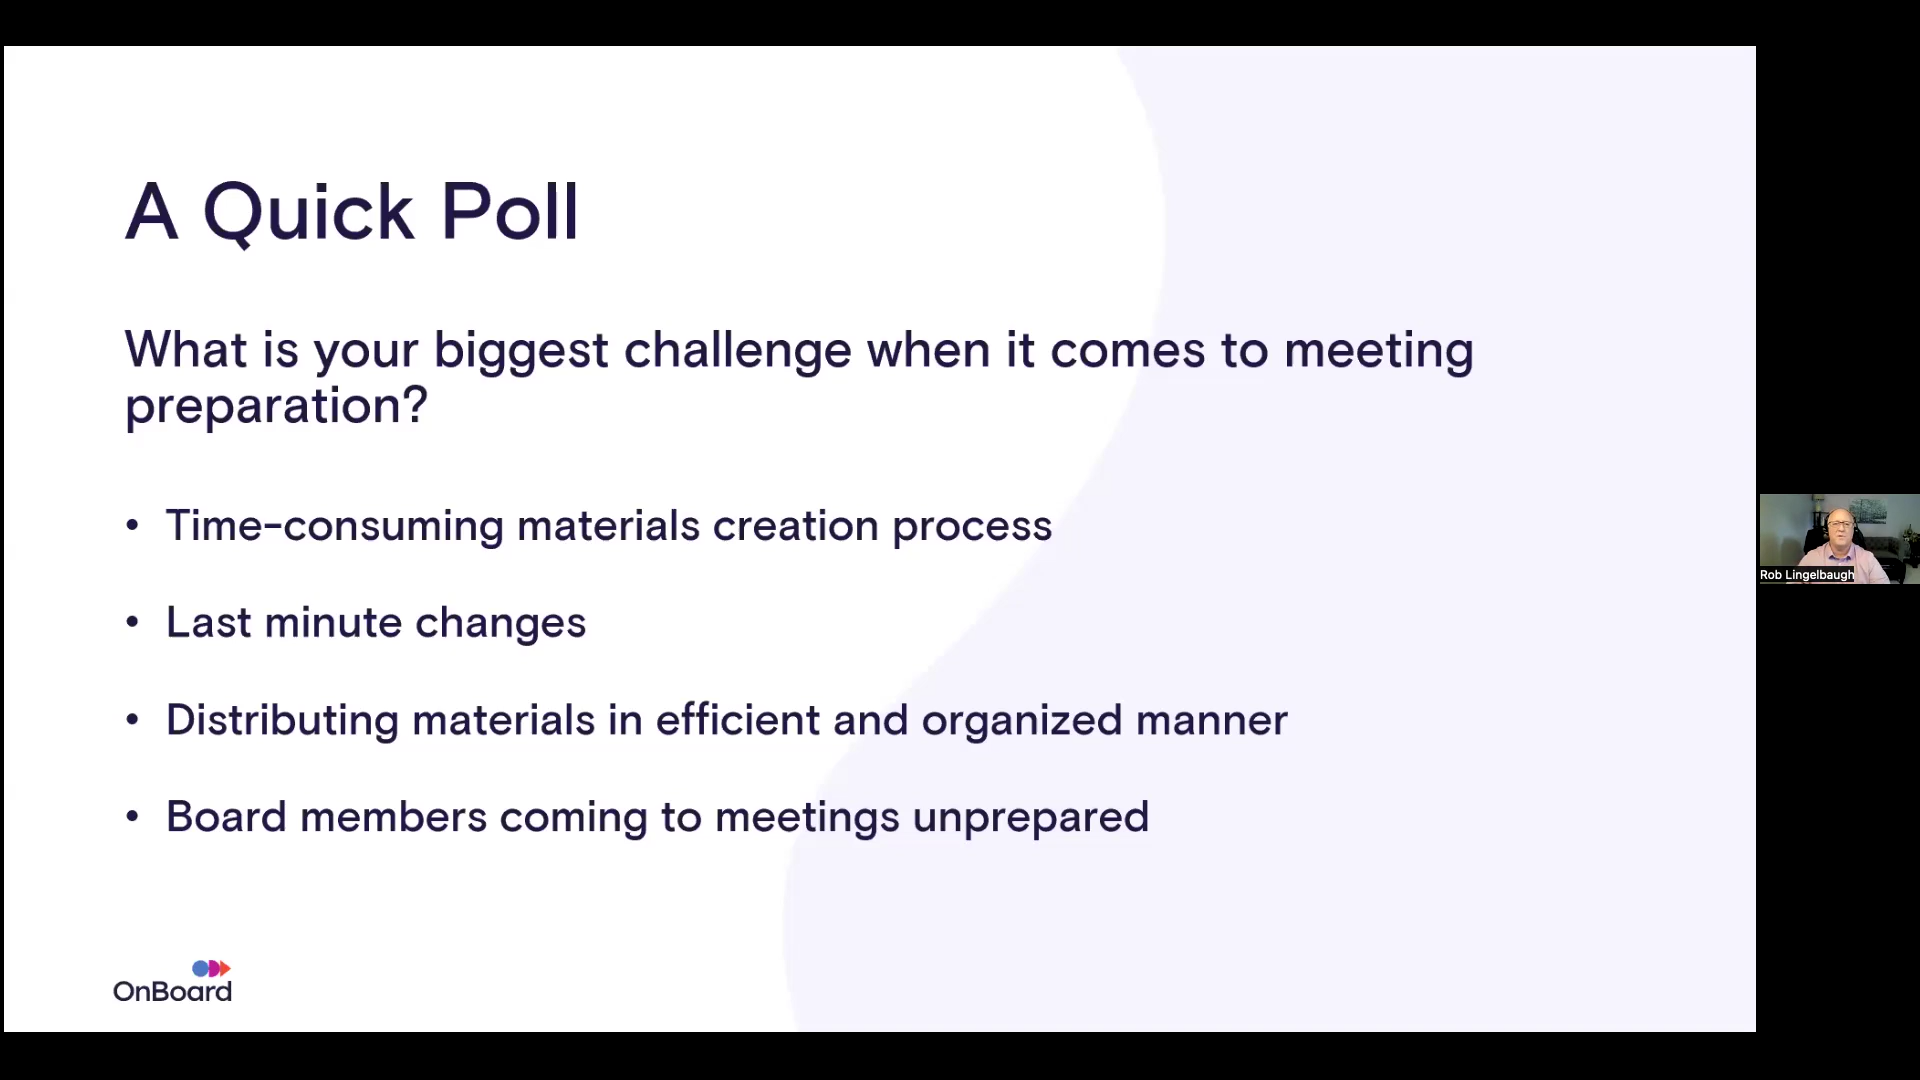 A Quick Poll
What is your biggest challenge when it comes to meeting
preparation?
• Time-consuming materials creation process
• Last minute changes
• Distributing materials in efficient and organized manner
• Board members coming to meetings unprepared
Rob Lingelbaugh
OnBoard